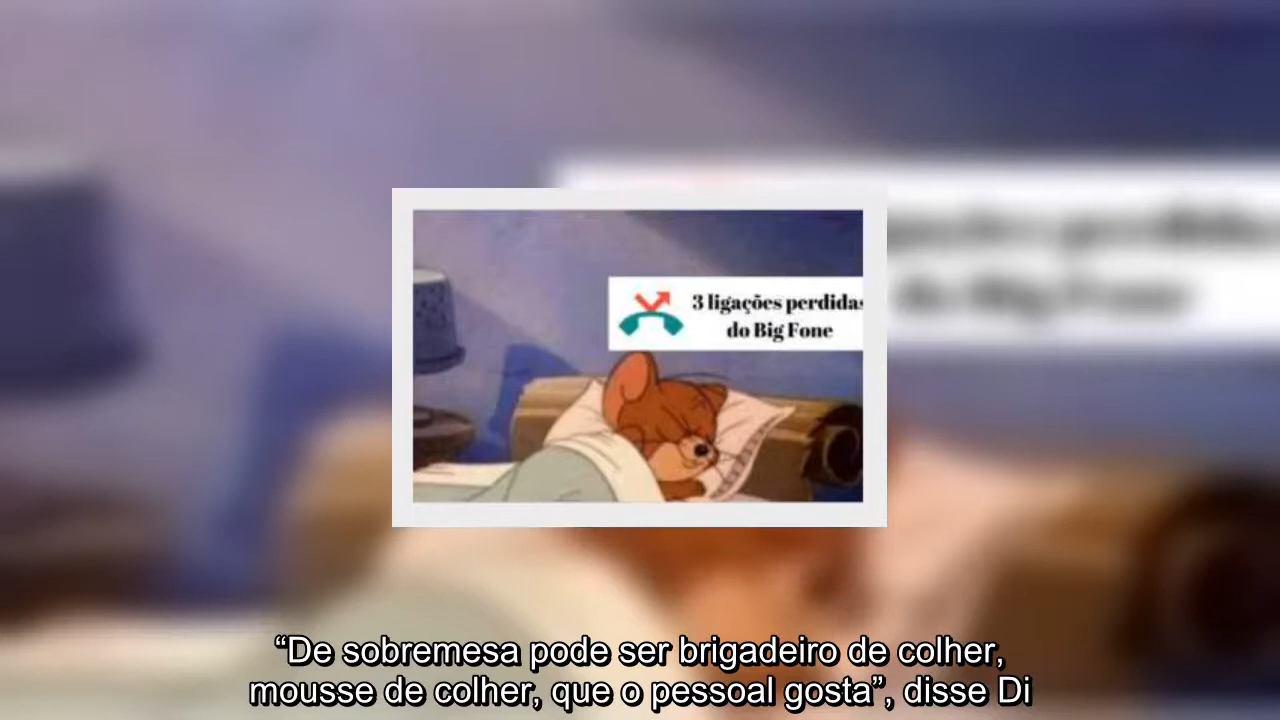 3 ligações perdidas
do Big Fone
“De sobremesa pode ser brigadeiro de colher,
mousse de colher, que o pessoal gosta”, disse Di